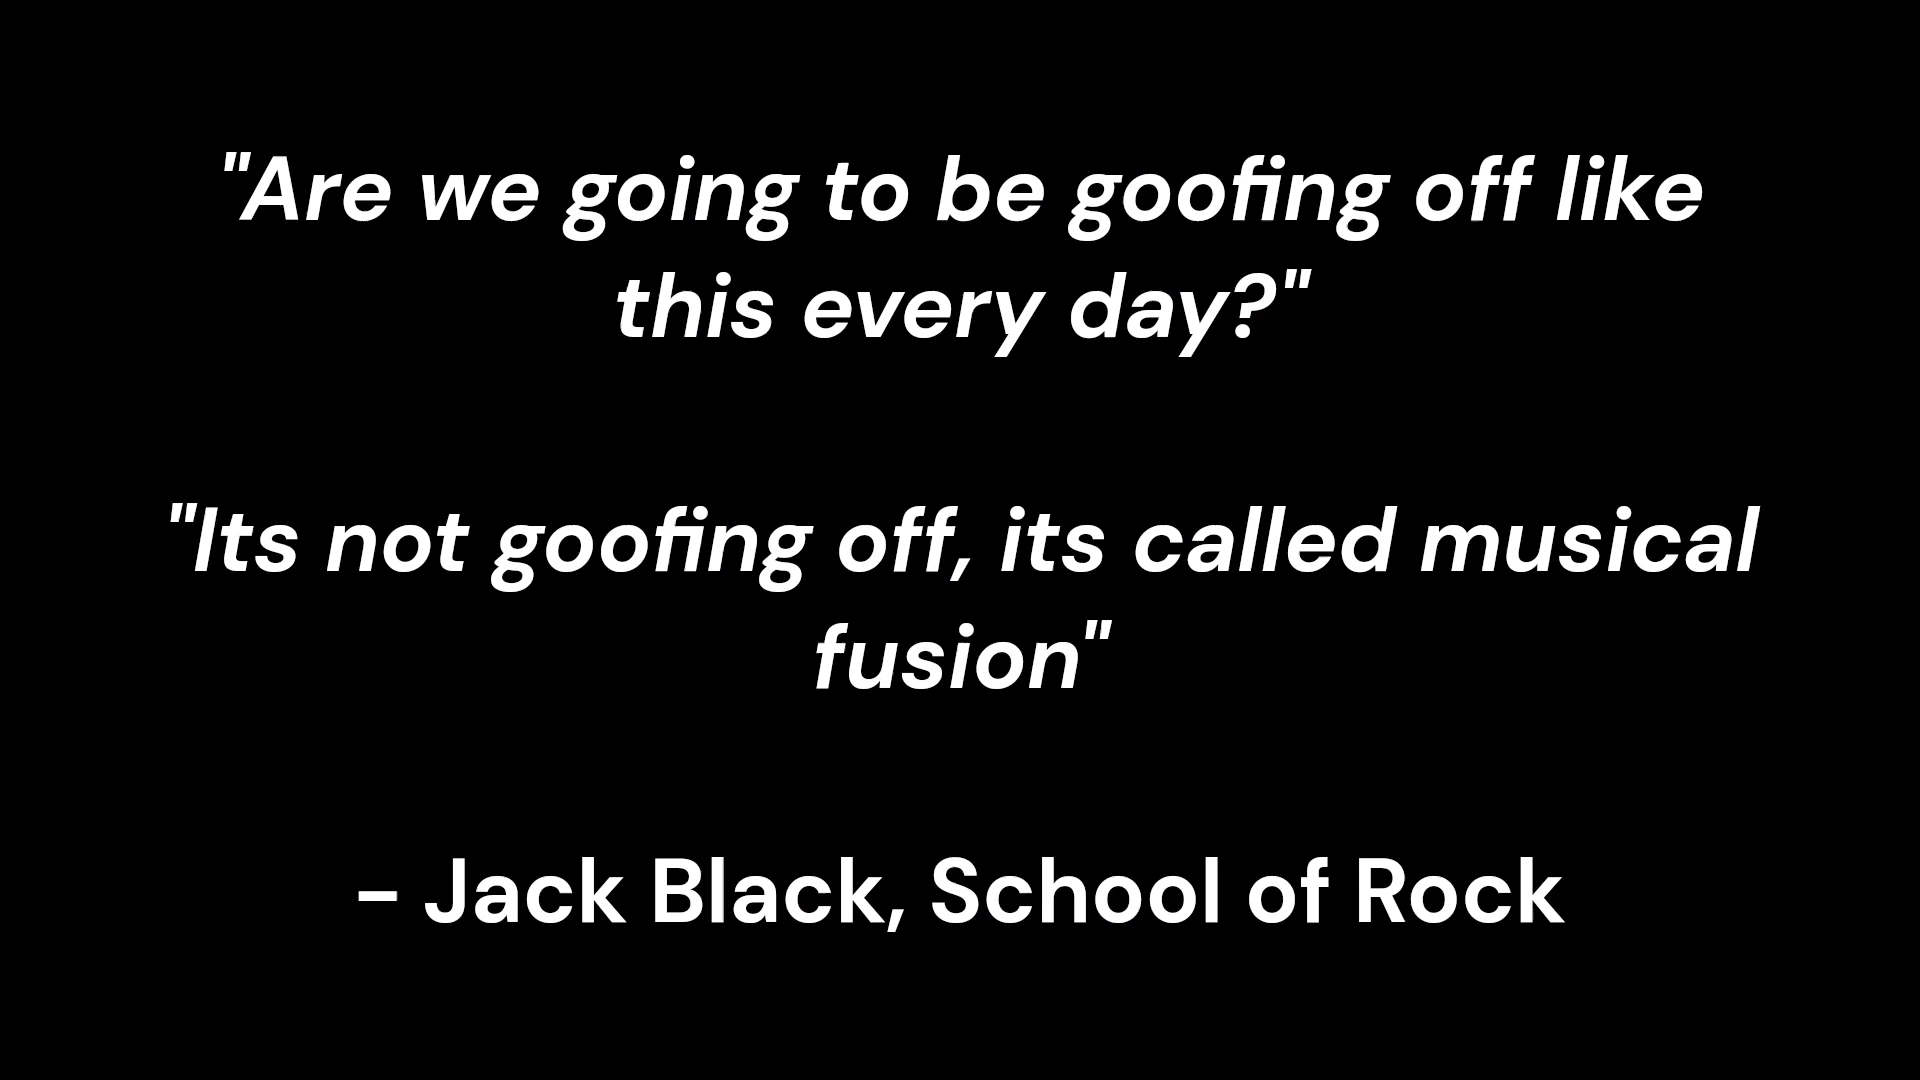 "Are we going to be goofing off like
this every day?"
"Its not goofing off, its called musical
fusion"
- Jack Black, School of Rock